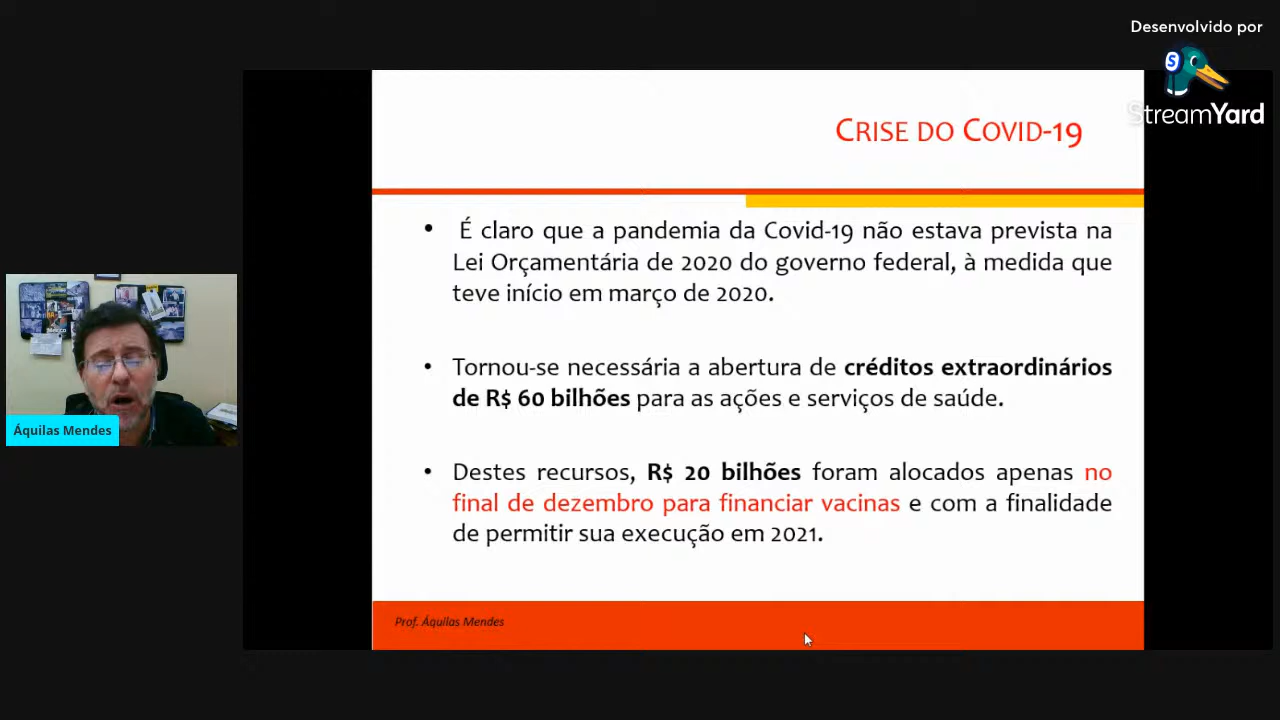 Desenvolvido por
StreamYard
CRISE DO COVID-19
• É claro que a pandemia da Covid-19 não estava prevista na
Lei Orçamentária de 2020 do governo federal, à medida que
teve início em março de 2020.
• Tornou-se necessária a abertura de créditos extraordinários
de R$ 60 bilhões para as ações e serviços de saúde.
• Destes recursos, R$ 20 bilhões foram alocados apenas no
final de dezembro para financiar vacinas e com a finalidade
de permitir sua execução em 2021.
Áquilas Mendes
Prof. Áquilas Mendes